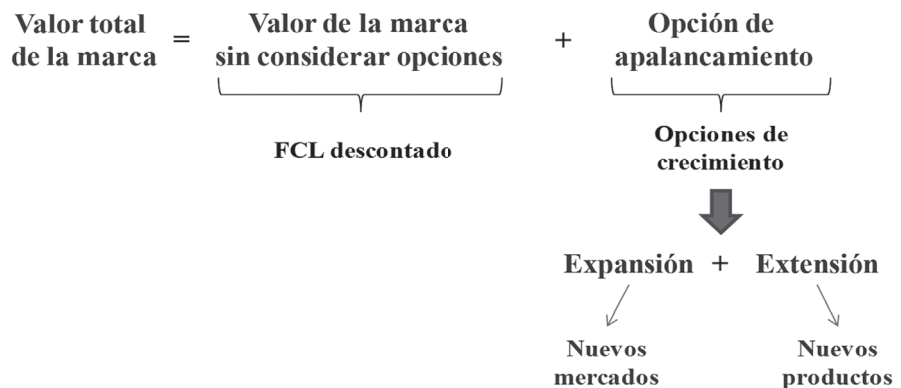 Valor total
de la marca
=
Valor de la marca
sin considerar opciones
+
Opción de
apalancamiento
FCL descontado
Opciones de
crecimiento
Expansión + Extensión
Nuevos
mercados
Nuevos
productos